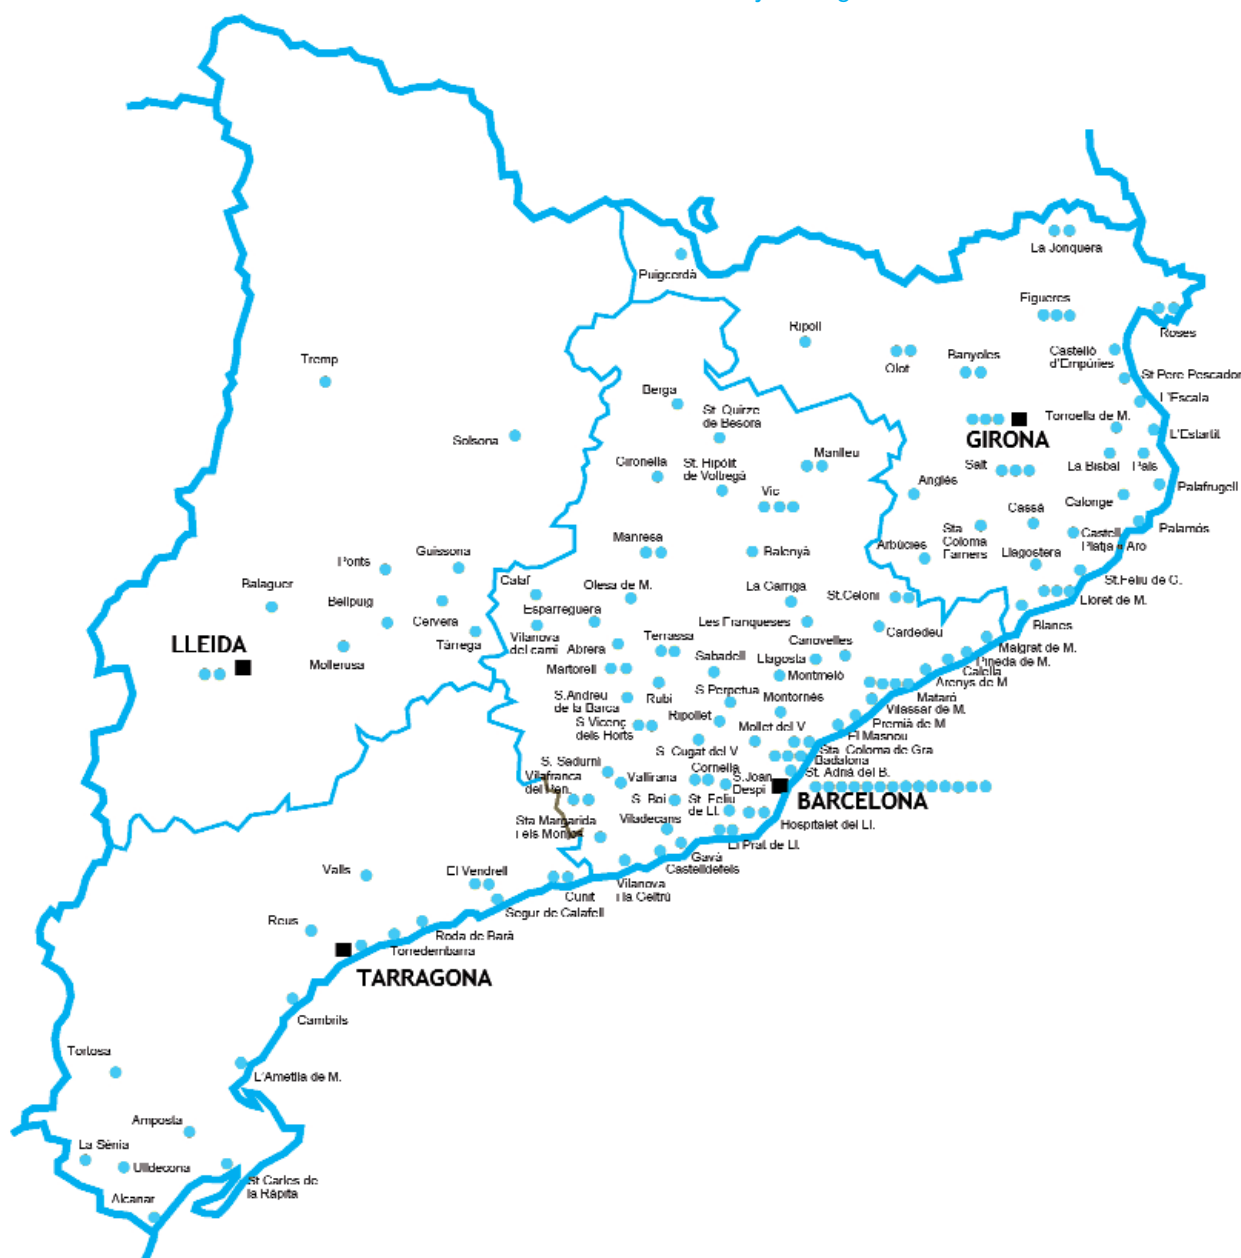 La Jonquera
Puigcerdà
Figueres
Ripoll
Roses
Tremp
Olot
Banyoles
Castelló
d'Empúries
St Pere Pescador
Berga
L'Escala
St. Quirze
de Besora
Torroella de M.
L'Estartit
Solsona
GIRONA
Manlleu
Gironella
St. Hipòlit
de Voltregà
Salt
La Bisbal
Pals
Vic
Anglès
Palafrugell
Calonge
Cassà
Palamós
Sta
Coloma
Farners
Castell
Platja d'Aro
Manresa
Balenyà
Arbúcies
Llagostera
Guissona
Ponts
Calaf
Olesa de M.
La Garriga
St.Celoni
St.Feliu de G.
Balaguer
Lloret de M.
Bellpuig
Cervera
Esparreguera
Les Franqueses
Cardedeu
Blanes
LLEIDA
Tàrrega
Vilanova
del camí
Abrera
Terrassa
Canovelles
Malgrat de M.
Mollerusa
Martorell
Sabadell
Llagosta
Pineda de M.
Calella
Montmeló
Arenys de M
S.Andreu
de la Barca
Rubí
S Perpetua
Montornès
Mataró
Vilassar de M.
S Vicenç
dels Horts
Ripollet
Mollet del V.
Premià de M
El Masnou
S. Cugat del V.
Sta. Coloma de Gra.
Badalona
S. Sadurní
Cornella
St. Adrià del B.
Vilafranca
del Pen.
Vallirana
S.Joan
Despí
BARCELONA
S. Boi
St. Feliu
de Ll.
Sta Margarida
i els Monjos
Viladecans
Hospitalet del Ll.
El Prat de Ll.
Gavà
Castelldefels
Valls
El Vendrell
Vilanova
i la Geltrú
Cunit
Segur de Calafell
Reus
Roda de Barà
Torredembarra
TARRAGONA
Cambrils
Tortosa
L'Ametlla de M.
Amposta
La Sènia
Ulldecona
St Carles de
la Ràpita
Alcanar